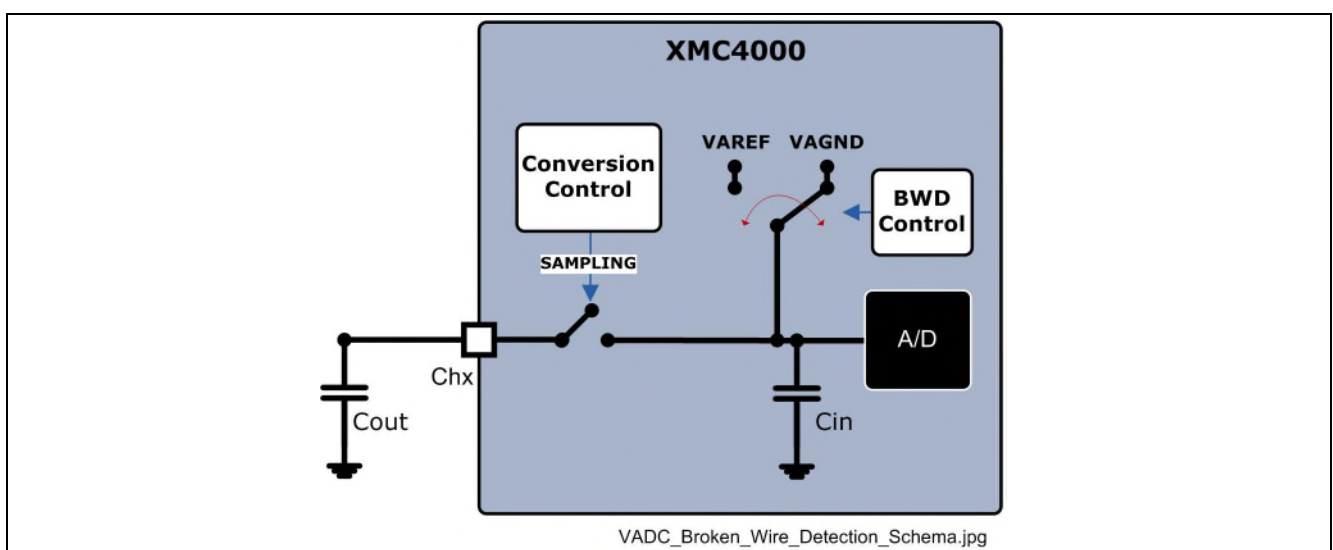 XMC4000
VAREF VAGND
Conversion
Control
BWD
Control
SAMPLING
A/D
Chx
Cout
Cin
VADC_Broken_Wire_Detection_Schema.jpg